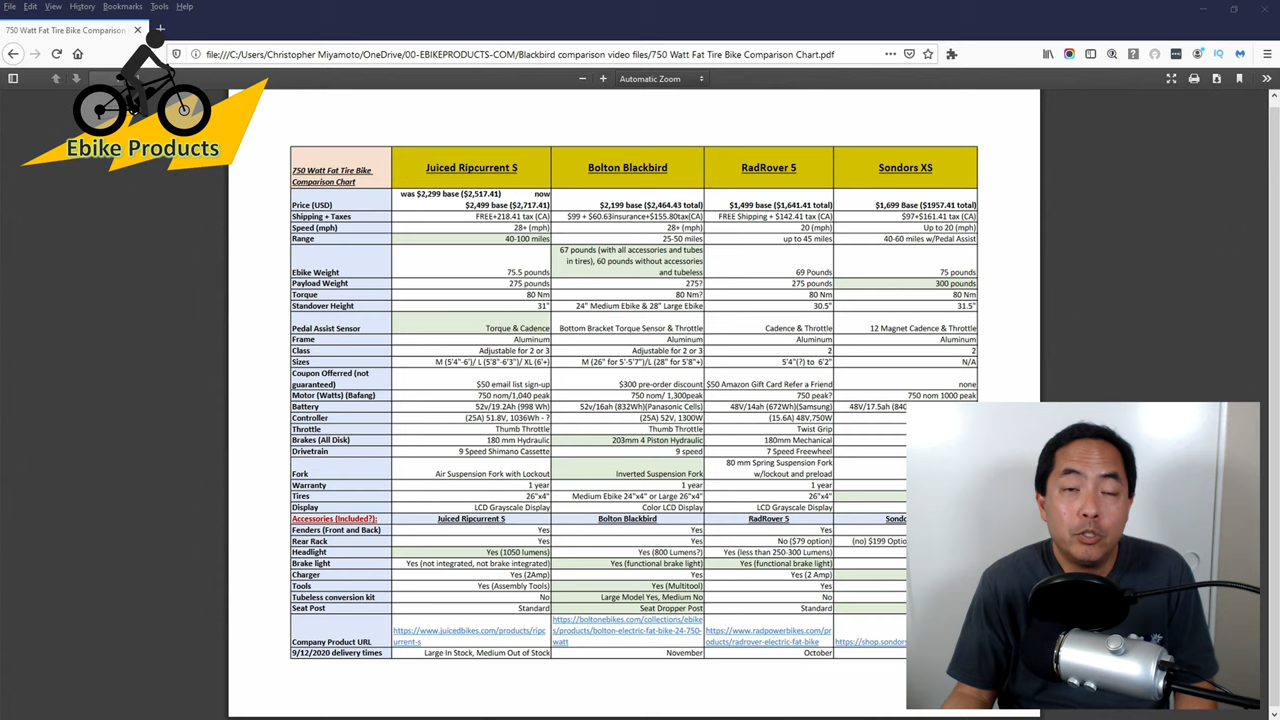 File Edit View History Bookmarks Tools Help
750 Watt Fat Tire Bike Comparison
file:///C:/Users/Christopher Miyamoto/OneDrive/00-EBIKEPRODUCTS-COM/Blackbird comparison video files/750 Watt Fat Tire Bike Comparison Chart.pdf
Automatic Zoom
Ebike Products
750 Watt Fat Tire Bike
Comparison Chart
Juiced Ripcurrent S
Bolton Blackbird
RadRover 5
Sondors XS
was $2,299 base ($2,517.41) now
Price (USD) $2,499 base ($2,717.41) $2,199 base ($2,464.43 total) $1,499 base ($1,641.41 total) $1,699 base ($1957.41 total)
Shipping + Taxes FREE+218.41 tax (CA) $99 + $60.63insurance+$155.80tax(CA) FREE Shipping + $142.41 tax (CA) $97+$161.41 tax(CA)
Speed (mph) 28+ (mph) 28+ (mph) 20 (mph) Up to 20 (mph)
Range 40-100 miles 25-50 miles up to 45 miles 40-60 miles w/Pedal Assist
67 pounds (with all accessories and tubes
in tires), 60 pounds without accessories
Ebike Weight 75.5 pounds and tubeless 69 Pounds 75 pounds
Payload Weight 275 pounds 275? 275 pounds 300 pounds
Torque 80 Nm 80 Nm? 80 Nm 80 Nm
Standover Height 31" 24" Medium Ebike & 28" Large Ebike 30.5" 31.5"
Pedal Assist Sensor Torque & Cadence Bottom Bracket Torque Sensor & Throttle Cadence & Throttle 12 Magnet Cadence & Throttle
Frame Aluminum Aluminum Aluminum Aluminum
Class Adjustable for 2 or 3 Adjustable for 2 or 3 2 2
Sizes M (5'4"-6')/ L (5'8"-6'3")/ XL (6'+) M (26" for 5'-5'7")/L (28" for 5'8"+) 5'4"(?) to 6'2" N/A
Coupon Offerred (not
guaranteed) $50 email list sign-up $300 pre-order discount $50 Amazon Gift Card Refer a Friend none
Motor (Watts) (Bafang) 750 nom/1,040 peak 750 nom/ 1,300peak 750 peak? 750 nom 1000 peak
Battery 52v/19.2Ah (998 Wh) 52v/16ah (832Wh)(Panasonic Cells) 48V/14ah (672Wh)(Samsung) 48V/17.5ah (840
Controller (25A) 51.8V, 1036Wh - ? (25A) 52V, 1300W (15.6A) 48V,750W
Throttle Thumb Throttle Thumb Throttle Twist Grip
Brakes (All Disk) 180 mm Hydraulic 203mm 4 Piston Hydraulic 180mm Mechanical
Drivetrain 9 Speed Shimano Cassette 9 speed 7 Speed Freewheel
80 mm Spring Suspension Fork
Fork Air Suspension Fork with Lockout Inverted Suspension Fork w/lockout and preload
Warranty 1 year 1 year 1 year
Tires 26"x4" Medium Ebike 24"x4" or Large 26"x4" 26"x4"
Display LCD Grayscale Display Color LCD Display LCD Grayscale Display
Accessories (Included?): Juiced Ripcurrent S Bolton Blackbird RadRover 5 Sondo
Fenders (Front and Back) Yes Yes Yes
Rear Rack Yes Yes No ($79 option) (no) $199 Optio
Headlight Yes (1050 lumens) Yes (800 Lumens?) Yes (less than 250-300 Lumens)
Brake light Yes (not integrated, not brake integrated) Yes (functional brake light) Yes (functional brake light)
Charger Yes (2Amp) Yes Yes (2 Amp)
Tools Yes (Assembly Tools) Yes (Multitool) Yes
Tubeless conversion kit No Large Model Yes, Medium No No
Seat Post Standard Seat Dropper Post Standard
https://boltonebikes.com/collections/ebike
https://www.juicedbikes.com/products/ripc s/products/bolton-electric-fat-bike-24-750- https://www.radpowerbikes.com/pr
Company Product URL urrent-s watt oducts/radrover-electric-fat-bike https://shop.sondors
9/12/2020 delivery times Large In Stock, Medium Out of Stock November October